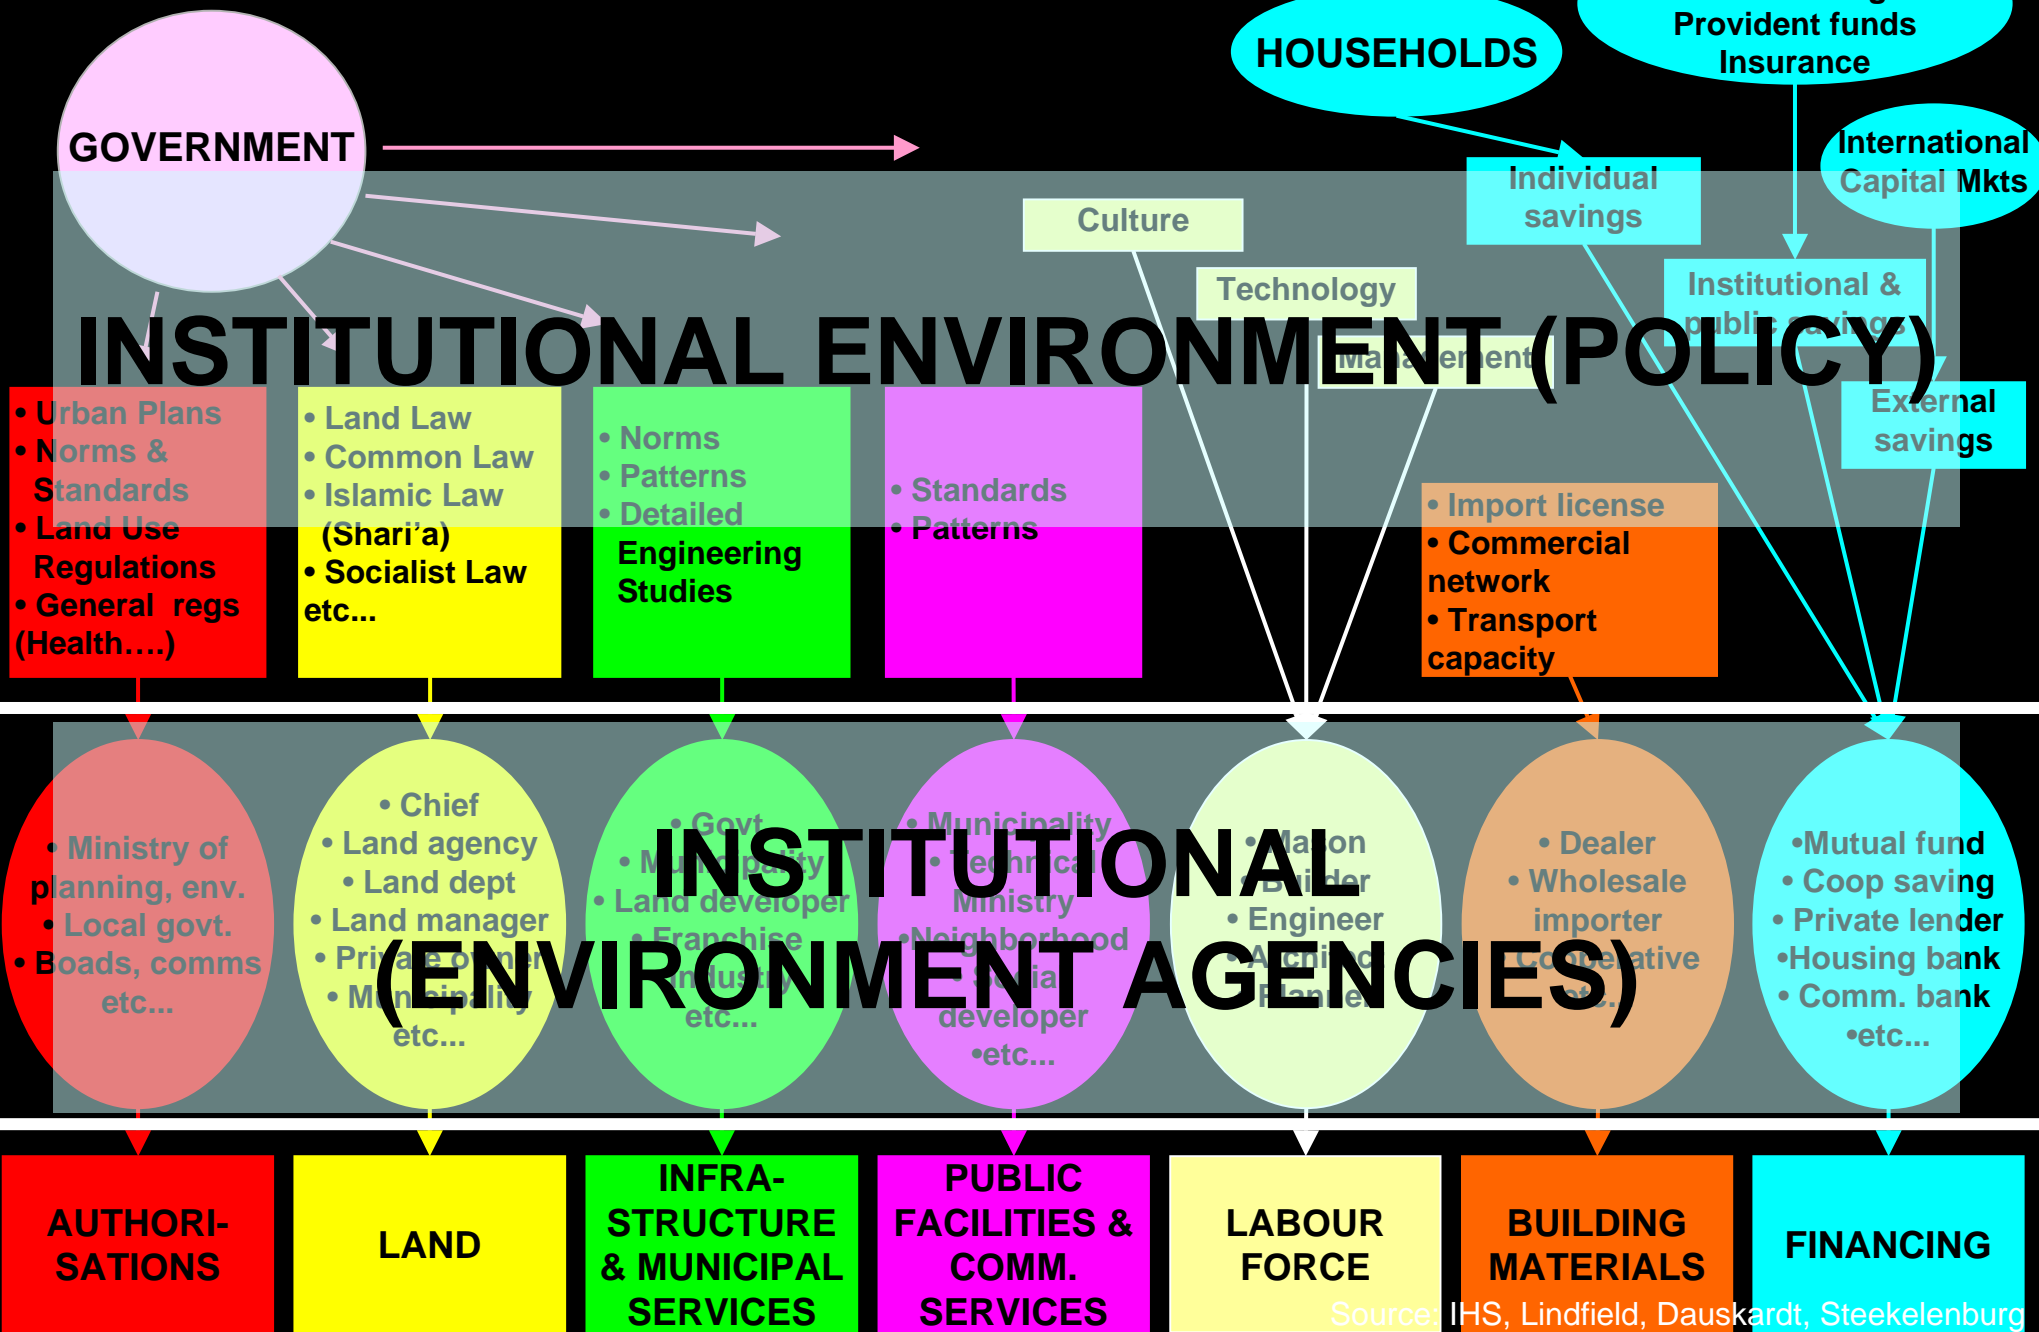 GOVERNMENT
HOUSEHOLDS
Provident funds
Insurance
International
Capital Mkts
Individual
savings
Culture
Technology
Management
Institutional &
public savings
External
savings
INSTITUTIONAL ENVIRONMENT (POLICY)
• Urban Plans
• Norms &
Standards
• Land Use
Regulations
• General regs
(Health....)
• Land Law
• Common Law
• Islamic Law
(Shari’a)
• Socialist Law
etc...
• Norms
• Patterns
• Detailed
Engineering
Studies
• Standards
• Patterns
• Import license
• Commercial
network
• Transport
capacity
INSTITUTIONAL
(ENVIRONMENT AGENCIES)
• Ministry of
planning, env.
• Local govt.
• Boads, comms
etc...
• Chief
• Land agency
• Land dept
• Land manager
• Private owner
• Municipality
etc...
• Govt
• Municipality
• Land developer
• Franchise
industry
etc...
• Municipality
• Technical
Ministry
•Neighborhood
• Social
developer
•etc...
• Mason
• Builder
• Engineer
• Architect
• Planner
• Dealer
• Wholesale
importer
• Cooperative
etc...
•Mutual fund
• Coop saving
• Private lender
•Housing bank
• Comm. bank
•etc...
AUTHORI-
SATIONS
LAND
INFRA-
STRUCTURE
& MUNICIPAL
SERVICES
PUBLIC
FACILITIES &
COMM.
SERVICES
LABOUR
FORCE
BUILDING
MATERIALS
FINANCING
Source: IHS, Lindfield, Dauskardt, Steekelenburg